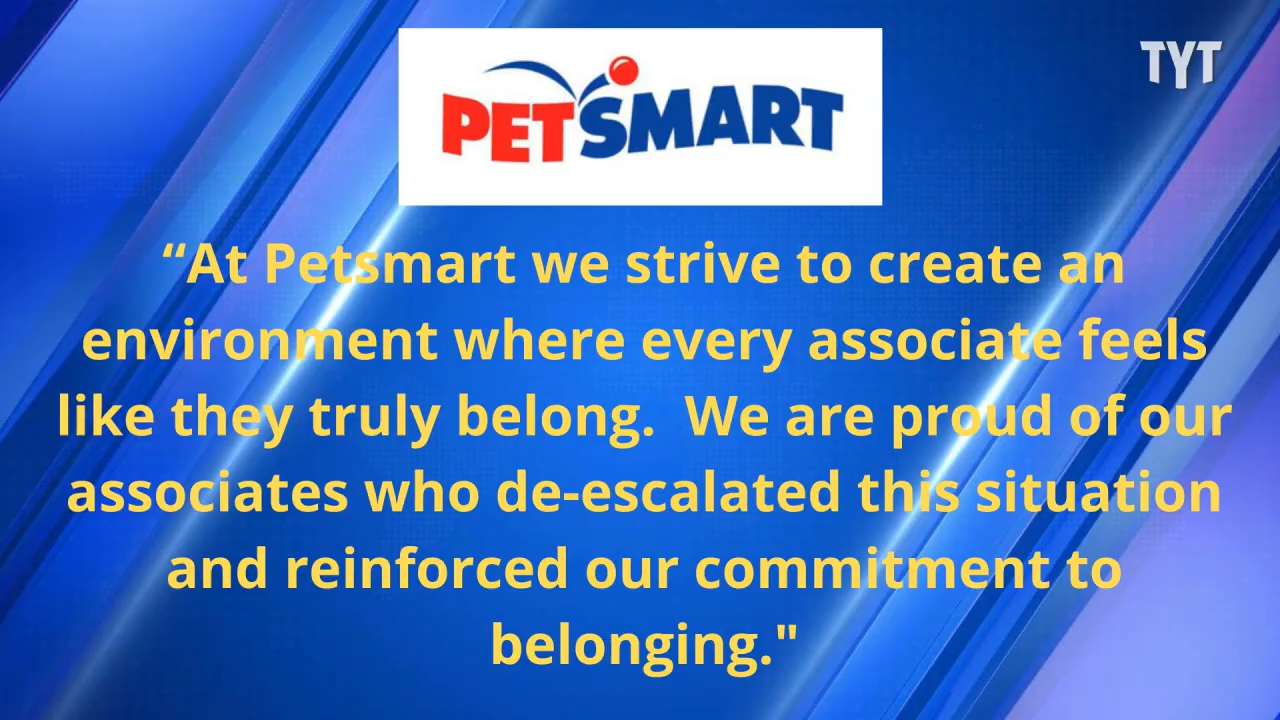 TYT
PETSMART
“At Petsmart we strive to create an
environment where every associate feels
like they truly belong.  We are proud of our
associates who de-escalated this situation
and reinforced our commitment to
belonging."